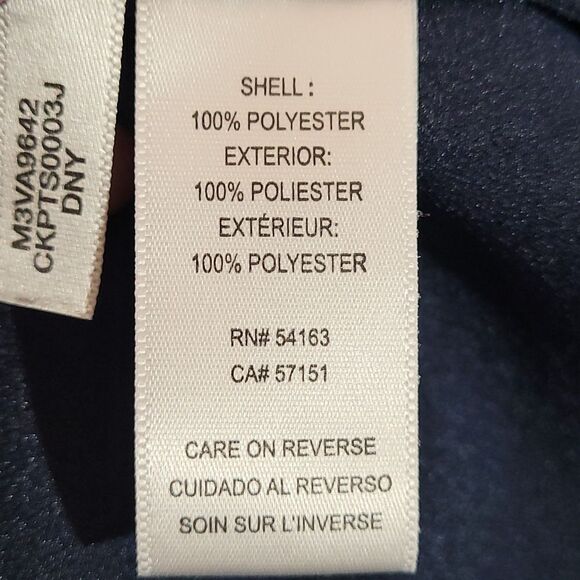 M3VA9642
CKPTS0003J
DNY
SHELL :
100% POLYESTER
EXTERIOR:
100% POLIESTER
EXTÉRIEUR:
100% POLYESTER
RN# 54163
CA# 57151
CARE ON REVERSE
CUIDADO AL REVERSO
SOIN SUR L'INVERSE